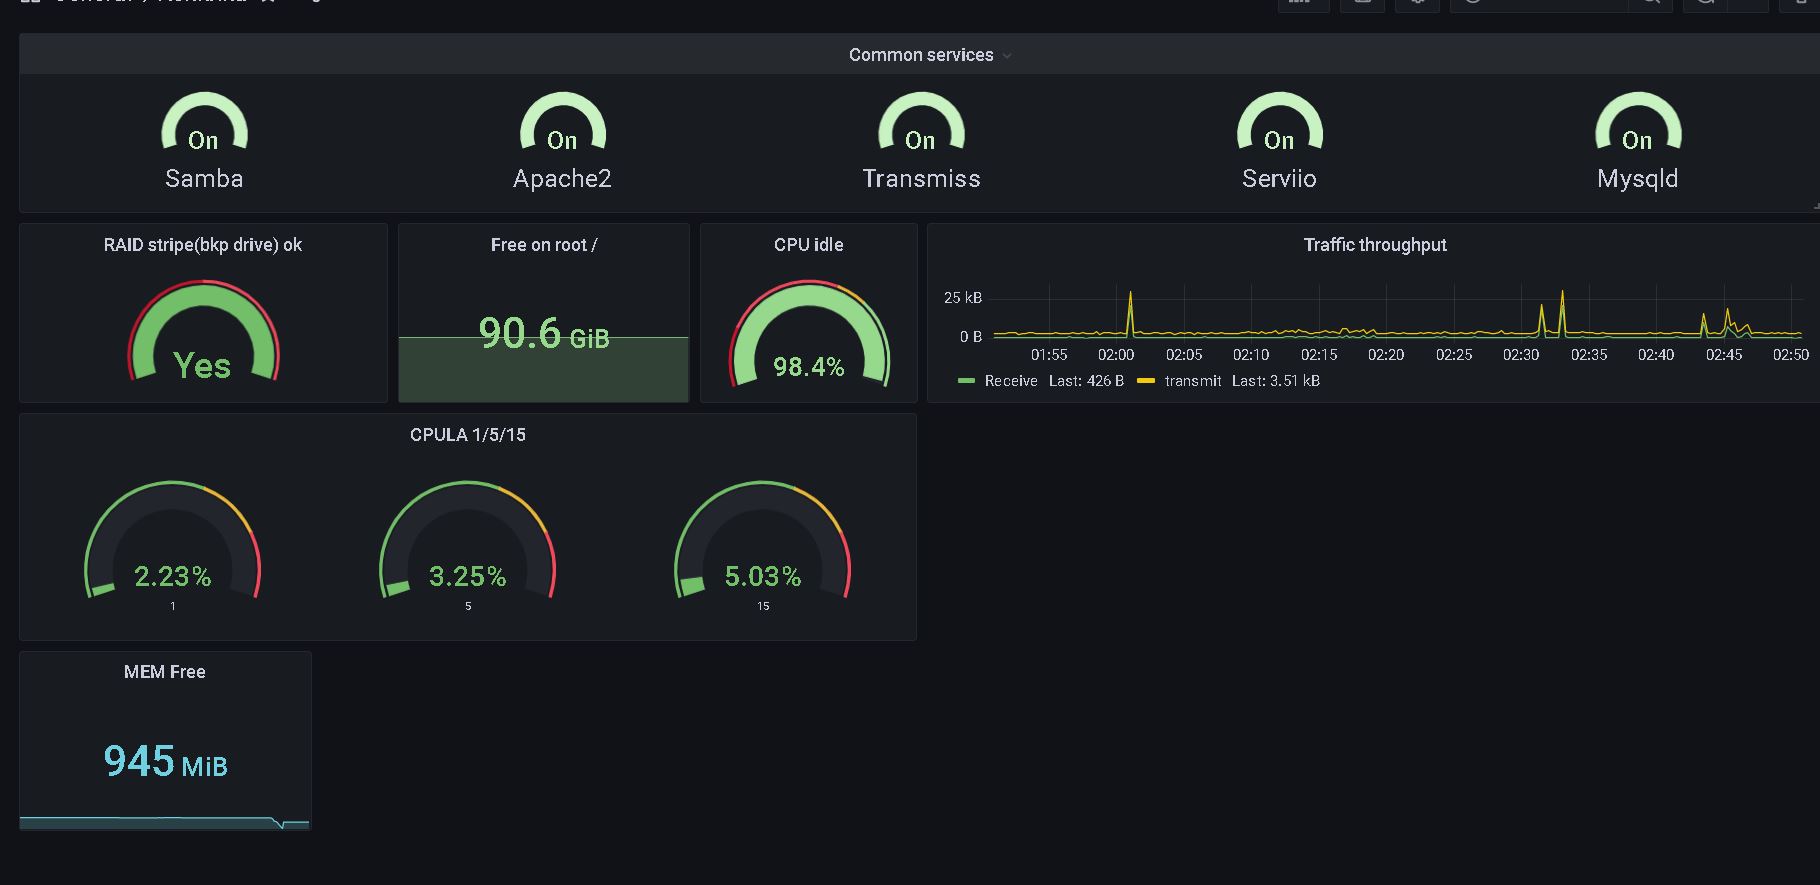 Common services
On On On On On
Samba Apache2 Transmiss Serviio Mysqld
RAID stripe(bkp drive) ok
Yes
Free on root /
90.6 GiB
CPU idle
98.4%
Traffic throughput
25 kB
0 B
01:55 02:00 02:05 02:10 02:15 02:20 02:25 02:30 02:35 02:40 02:45 02:50
Receive Last: 426 B transmit Last: 3.51 kB
CPULA 1/5/15
2.23% 3.25% 5.03%
1 5 15
MEM Free
945 MiB